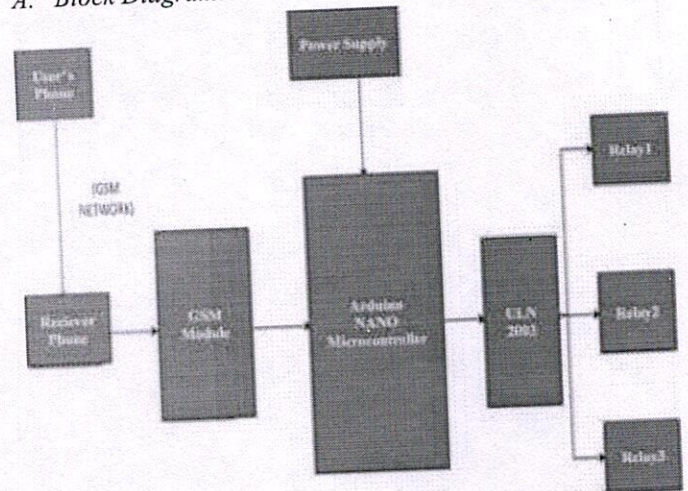 A. Block Diagram
Power Supply
User's
Phone
(GSM
NETWORK)
Relay1
Reciever
Phone
GSM
Module
Arduino
NANO
Microcontroller
ULN
2003
Relay2
Relay3